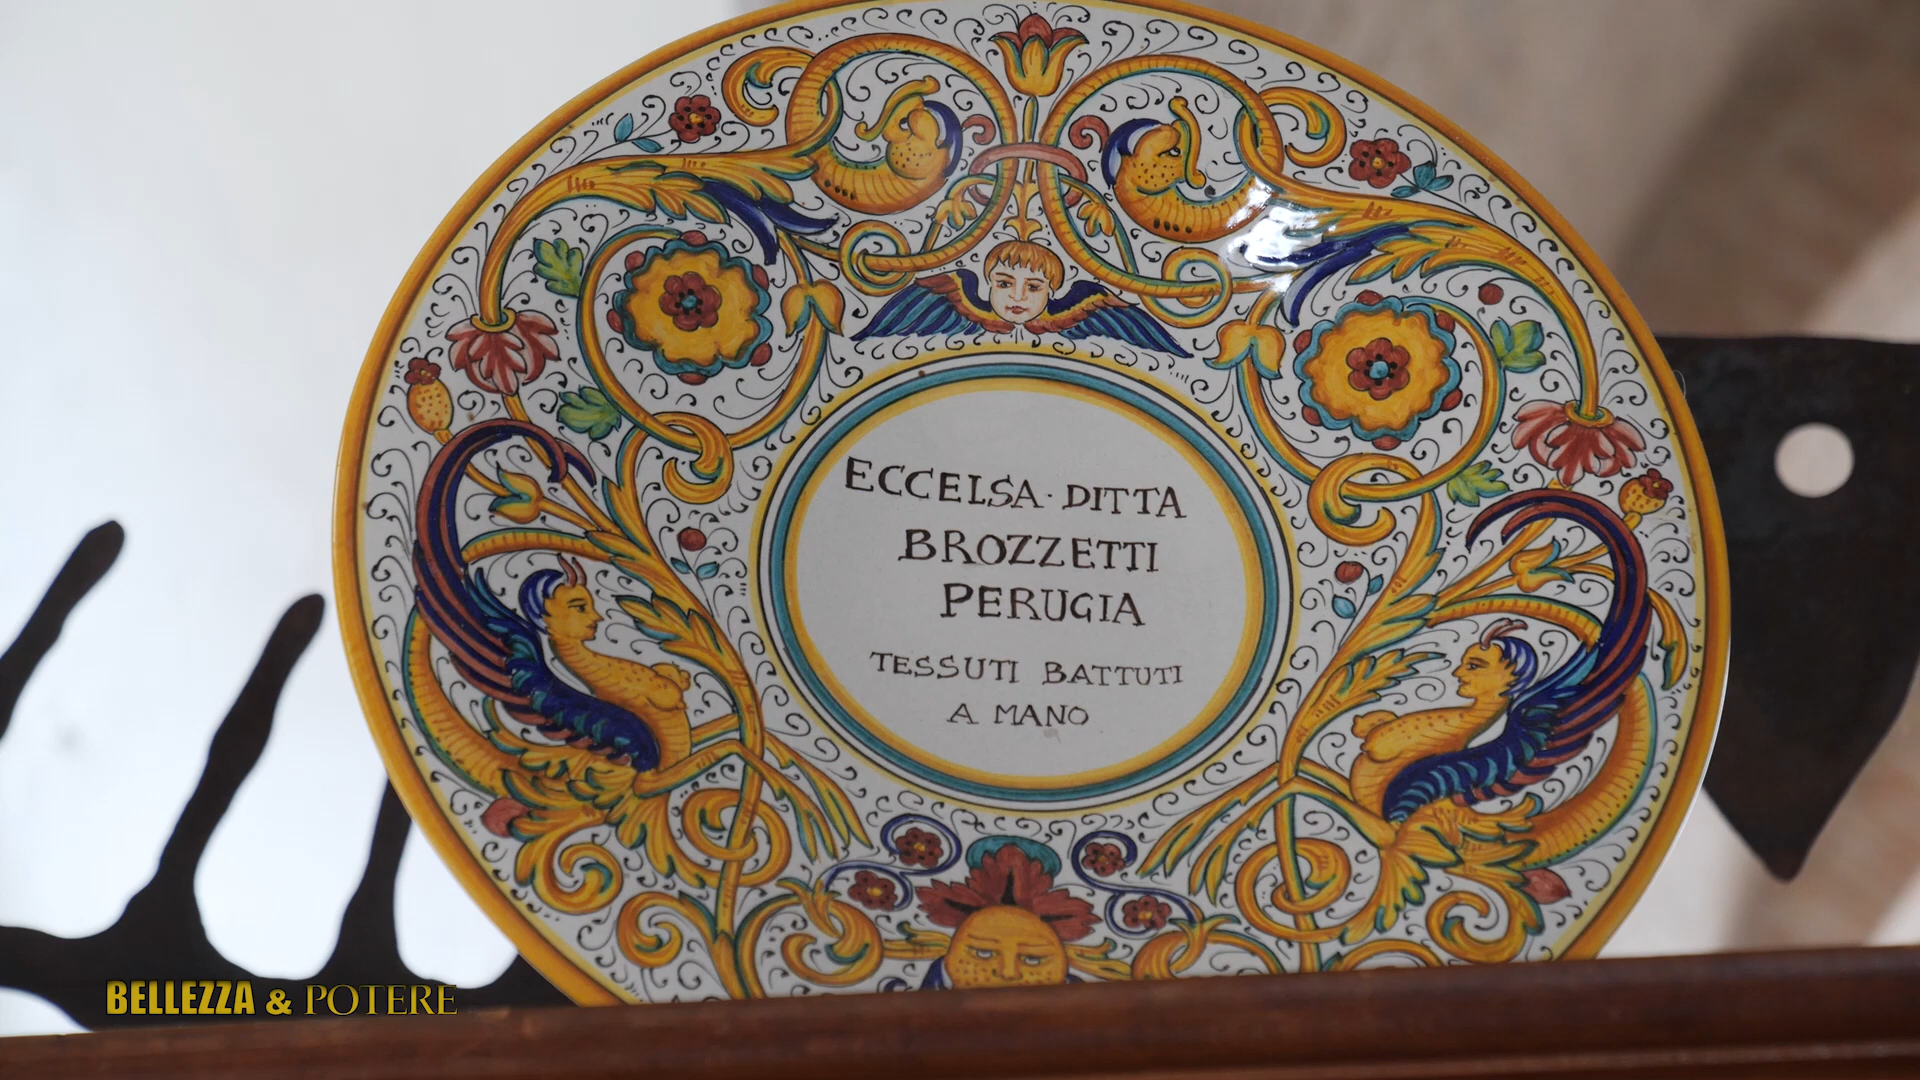 ECCELSA · DITTA
BROZZETTI
PERUGIA
TESSUTI BATTUTI
A MANO
BELLEZZA & POTERE